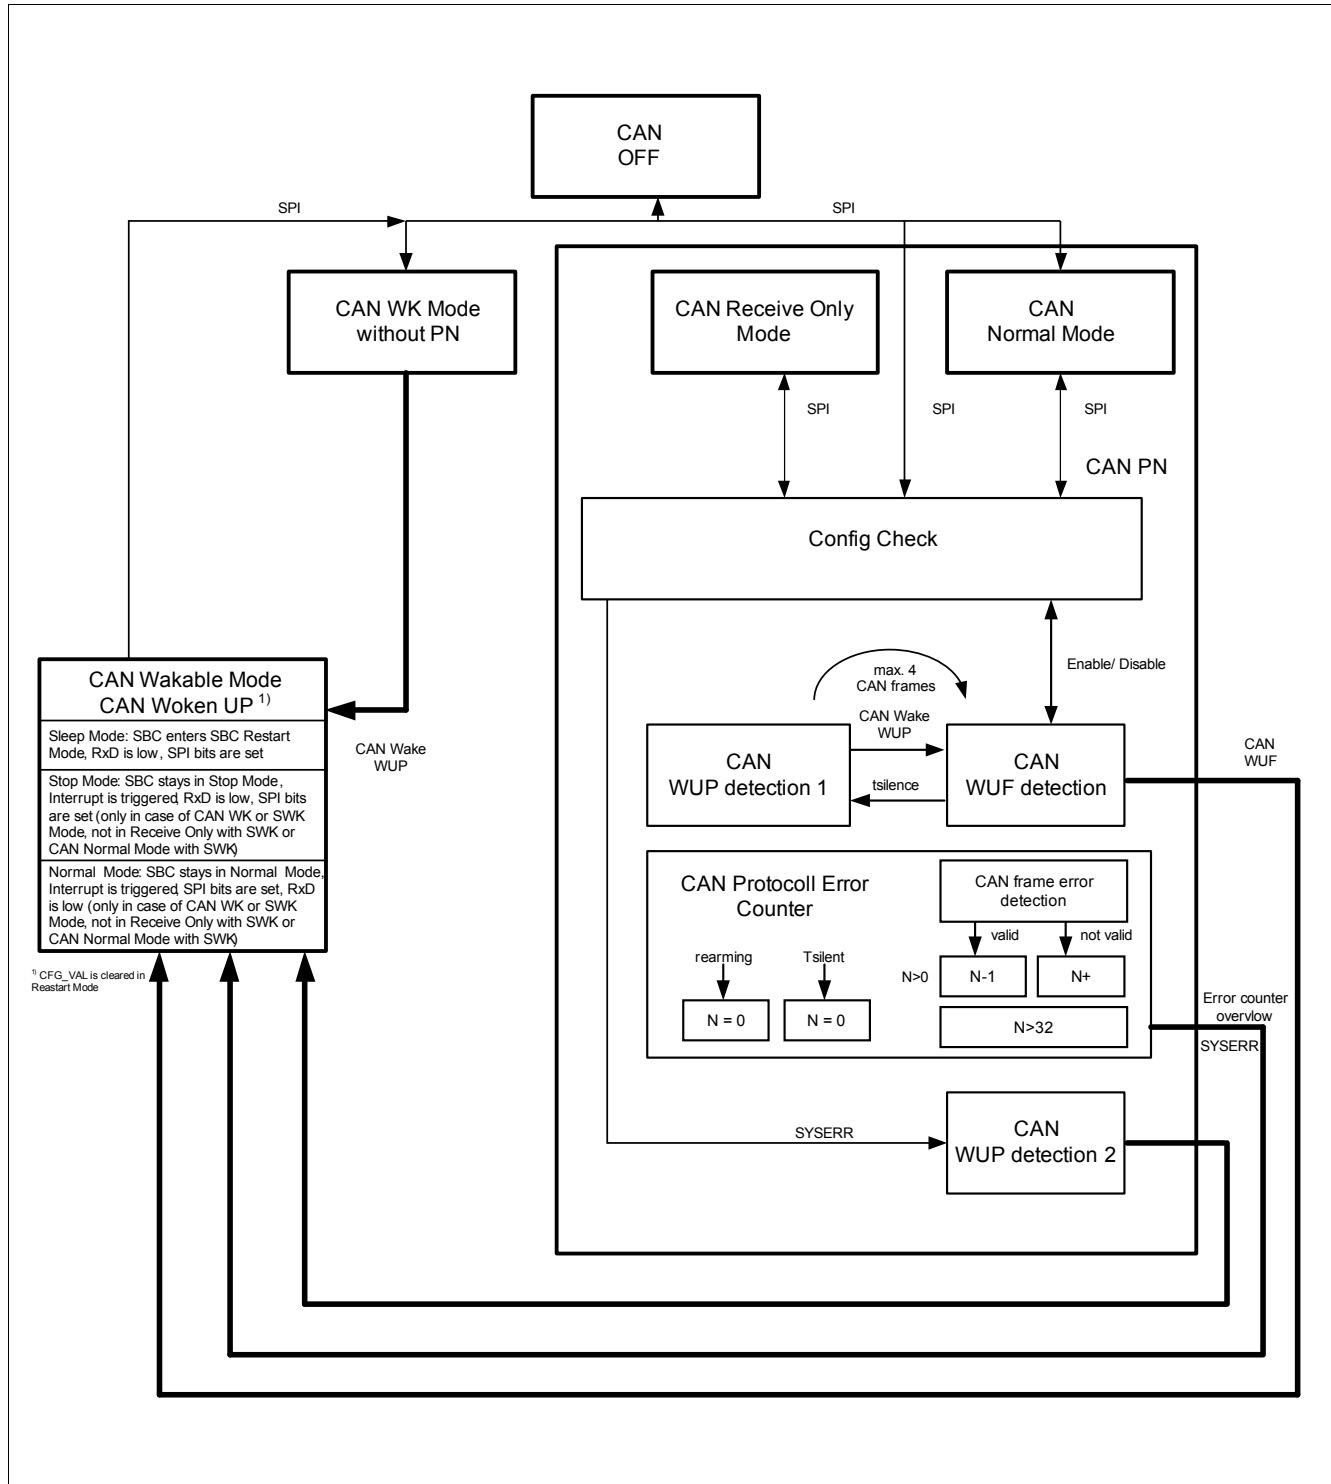 CAN
OFF
SPI
SPI
CAN WK Mode
without PN
CAN Receive Only
Mode
CAN
Normal Mode
SPI
SPI
SPI
CAN PN
Config Check
CAN Wakable Mode
CAN Woken UP 1)
Sleep Mode: SBC enters SBC Restart
Mode, RxD is low, SPI bits are set
Stop Mode: SBC stays in Stop Mode,
Interrupt is triggered, RxD is low, SPI bits
are set (only in case of CAN WK or SWK
Mode, not in Receive Only with SWK or
CAN Normal Mode with SWK)
Normal Mode: SBC stays in Normal Mode,
Interrupt is triggered, SPI bits are set, RxD
is low (only in case of CAN WK or SWK
Mode, not in Receive Only with SWK or
CAN Normal Mode with SWK)
1) CFG_VAL is cleared in
Reastart Mode
CAN Wake
WUP
Enable/ Disable
max. 4
CAN frames
CAN Wake
WUP
tsilence
CAN
WUP detection 1
CAN
WUF detection
CAN
WUF
CAN Protocoll Error
Counter
CAN frame error
detection
valid
not valid
rearming
Tsilent
N>0
N-1
N+
N = 0
N = 0
N>32
Error counter
overvlow
SYSERR
SYSERR
CAN
WUP detection 2